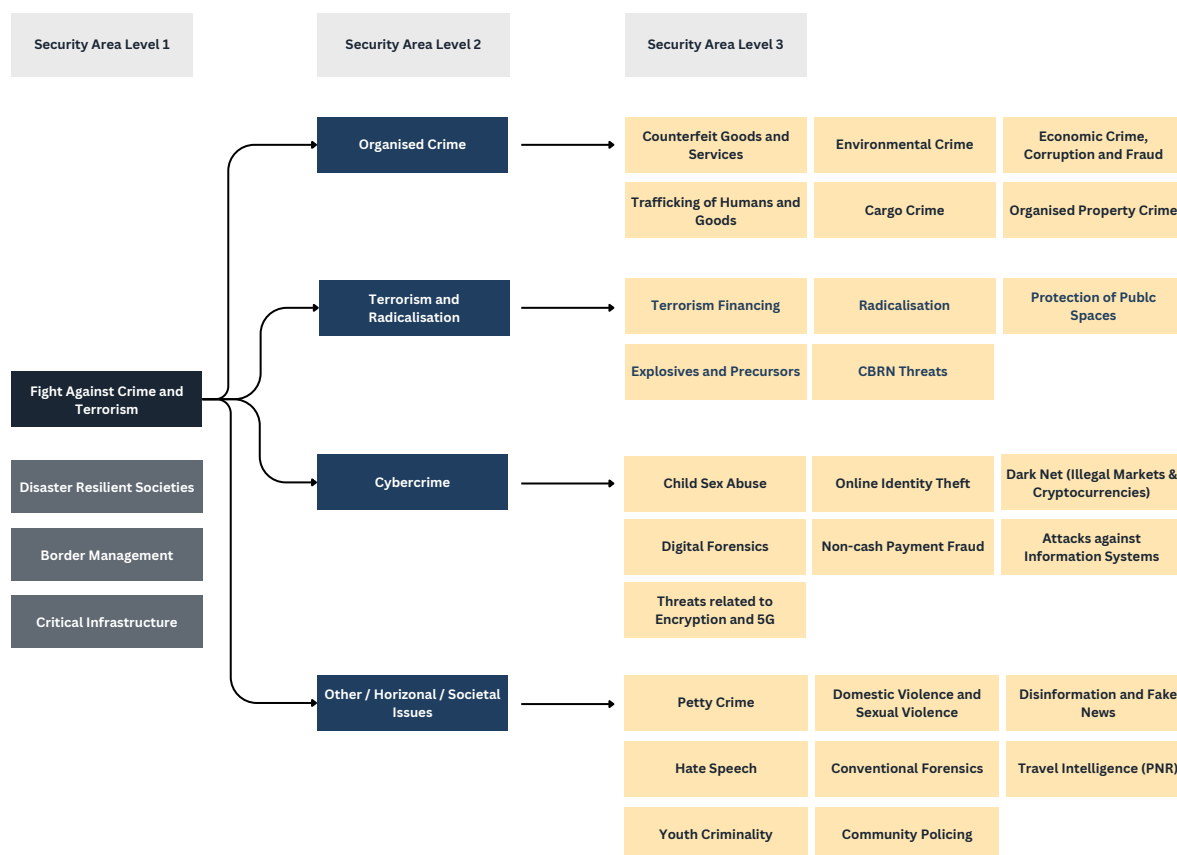 Security Area Level 1
Security Area Level 2
Security Area Level 3
Organised Crime
Counterfeit Goods and
Services
Environmental Crime
Economic Crime,
Corruption and Fraud
Trafficking of Humans and
Goods
Cargo Crime
Organised Property Crime
Terrorism and
Radicalisation
Terrorism Financing
Radicalisation
Protection of Publc
Spaces
Explosives and Precursors
CBRN Threats
Fight Against Crime and
Terrorism
Disaster Resilient Societies
Border Management
Critical Infrastructure
Cybercrime
Child Sex Abuse
Online Identity Theft
Dark Net (Illegal Markets &
Cryptocurrencies)
Digital Forensics
Non-cash Payment Fraud
Attacks against
Information Systems
Threats related to
Encryption and 5G
Other / Horizonal / Societal
Issues
Petty Crime
Domestic Violence and
Sexual Violence
Disinformation and Fake
News
Hate Speech
Conventional Forensics
Travel Intelligence (PNR)
Youth Criminality
Community Policing